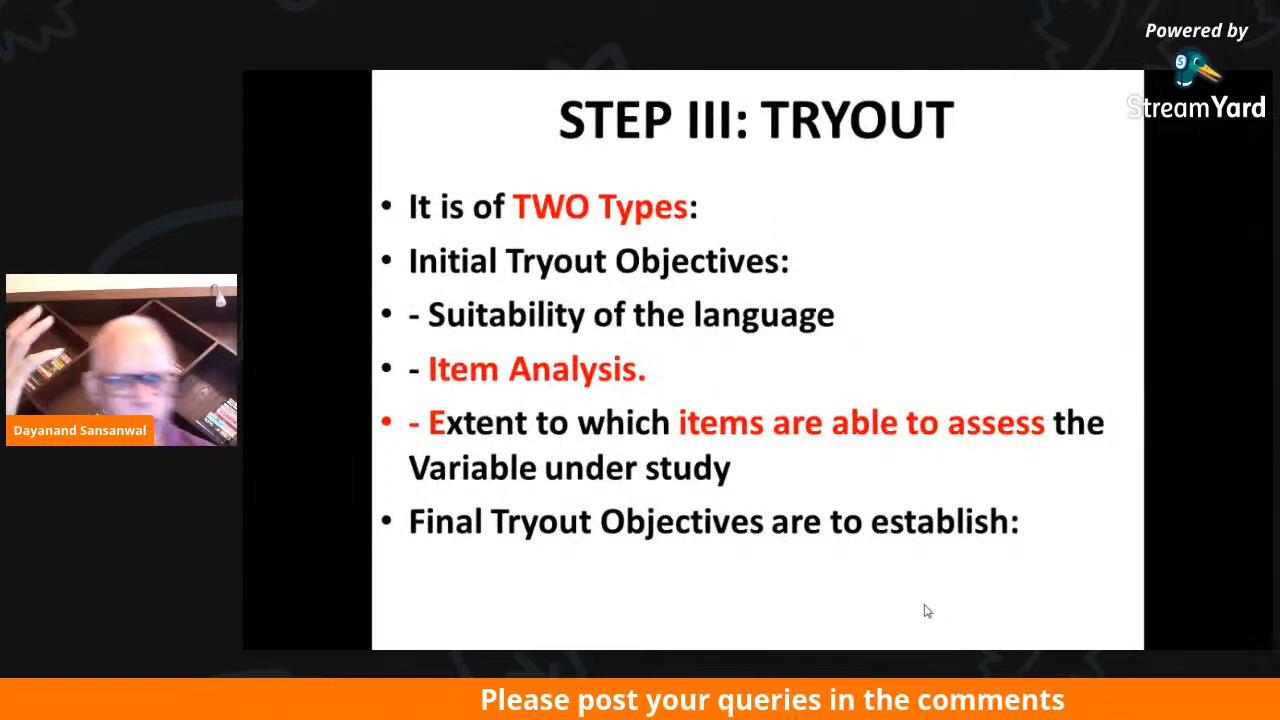 Powered by
StreamYard
STEP III: TRYOUT
• It is of TWO Types:
• Initial Tryout Objectives:
• - Suitability of the language
• - Item Analysis.
• - Extent to which items are able to assess the
Variable under study
• Final Tryout Objectives are to establish:
Dayanand Sansanwal
Please post your queries in the comments